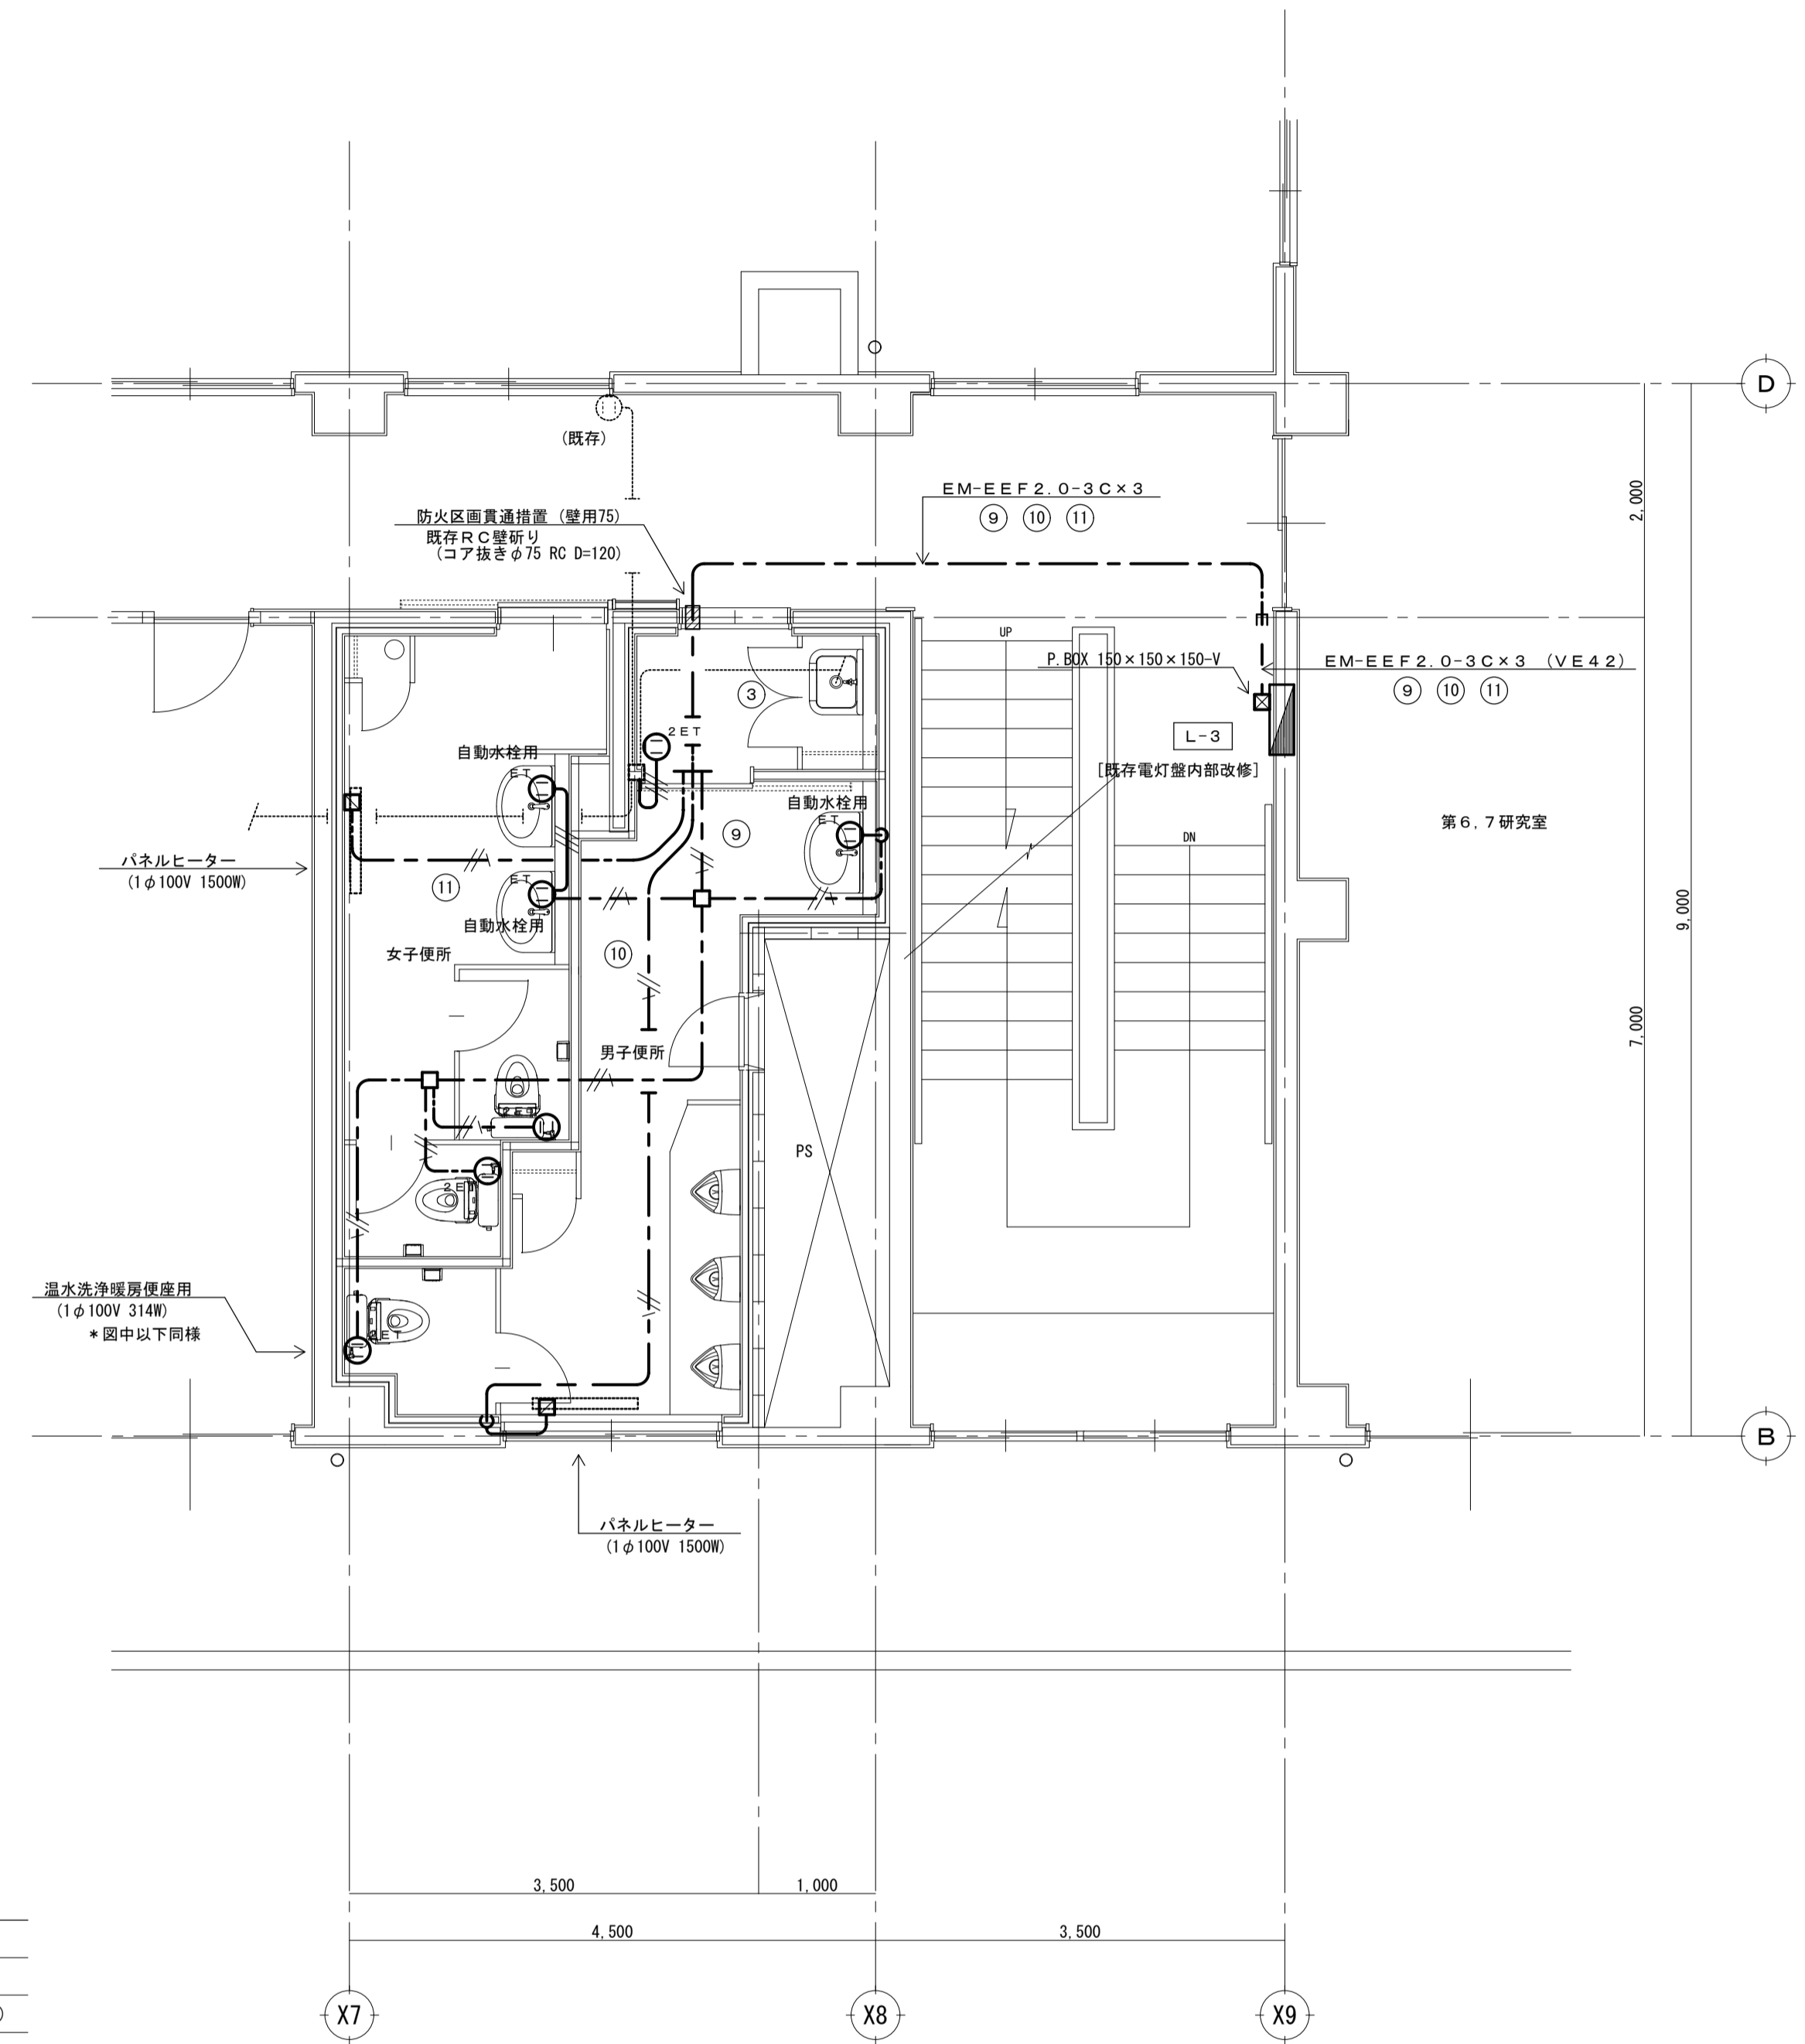 D
(既存)
EM-EEF2.0-3C×3
⑨ ⑩ ⑪
防火区画貫通措置 (壁用75)
既存RC壁斫り
(コア抜きφ75 RC D=120)
2,000
UP
P.BOX 150×150×150-V
EM-EEF2.0-3C×3 (VE42)
⑨ ⑩ ⑪
③
2ET
L-3
自動水栓用
ET
[既存電灯盤内部改修]
自動水栓用
ET
第6,7研究室
⑨
DN
パネルヒーター
(1φ100V 1500W)
⑪
ET
9,000
自動水栓用
女子便所
⑩
7,000
男子便所
2ET
PS
2ET
温水洗浄暖房便座用
(1φ100V 314W)
*図中以下同様
2ET
B
パネルヒーター
(1φ100V 1500W)
3,500
1,000
4,500
3,500
X7
X8
X9